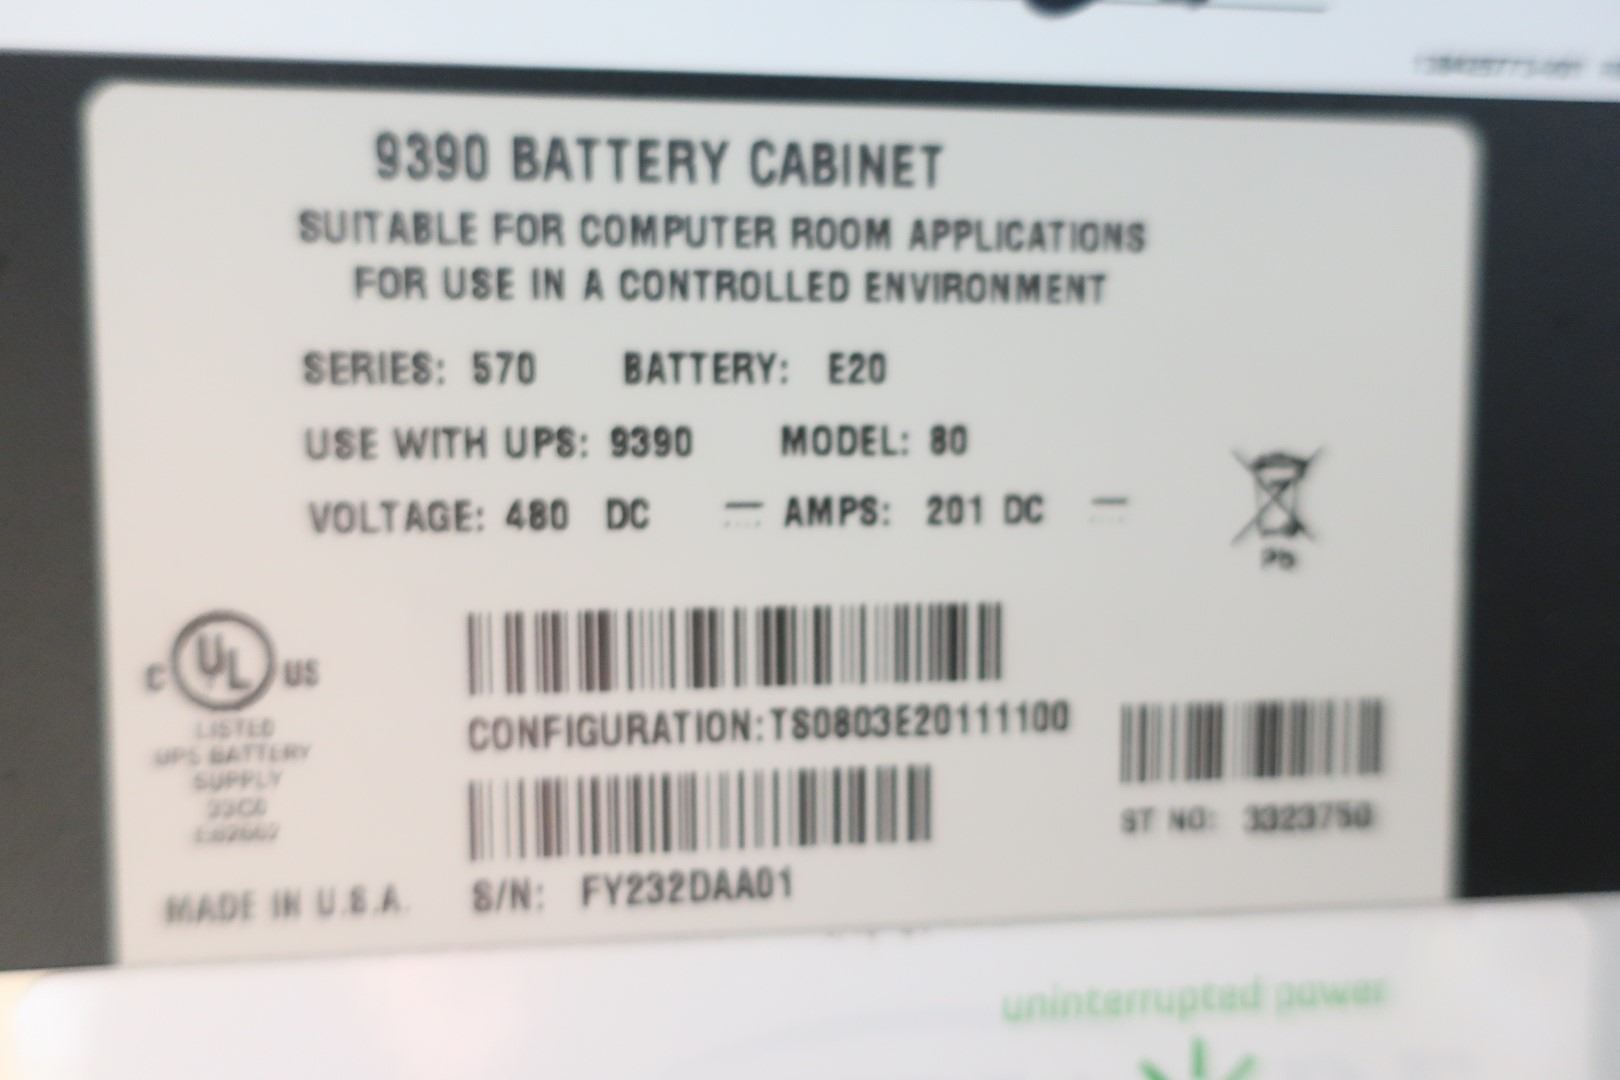 9390 BATTERY CABINET
SUITABLE FOR COMPUTER ROOM APPLICATIONS
FOR USE IN A CONTROLLED ENVIRONMENT
SERIES: 570 BATTERY: E20
USE WITH UPS: 9390 MODEL: 80
VOLTAGE: 480 DC AMPS: 201 DC
Pb
C UL US
LISTED
UPS BATTERY
SUPPLY
CONFIGURATION:TS0803E20111100
ST NO: 3323750
MADE IN U.S.A. S/N: FY232DAA01
uninterrupted power